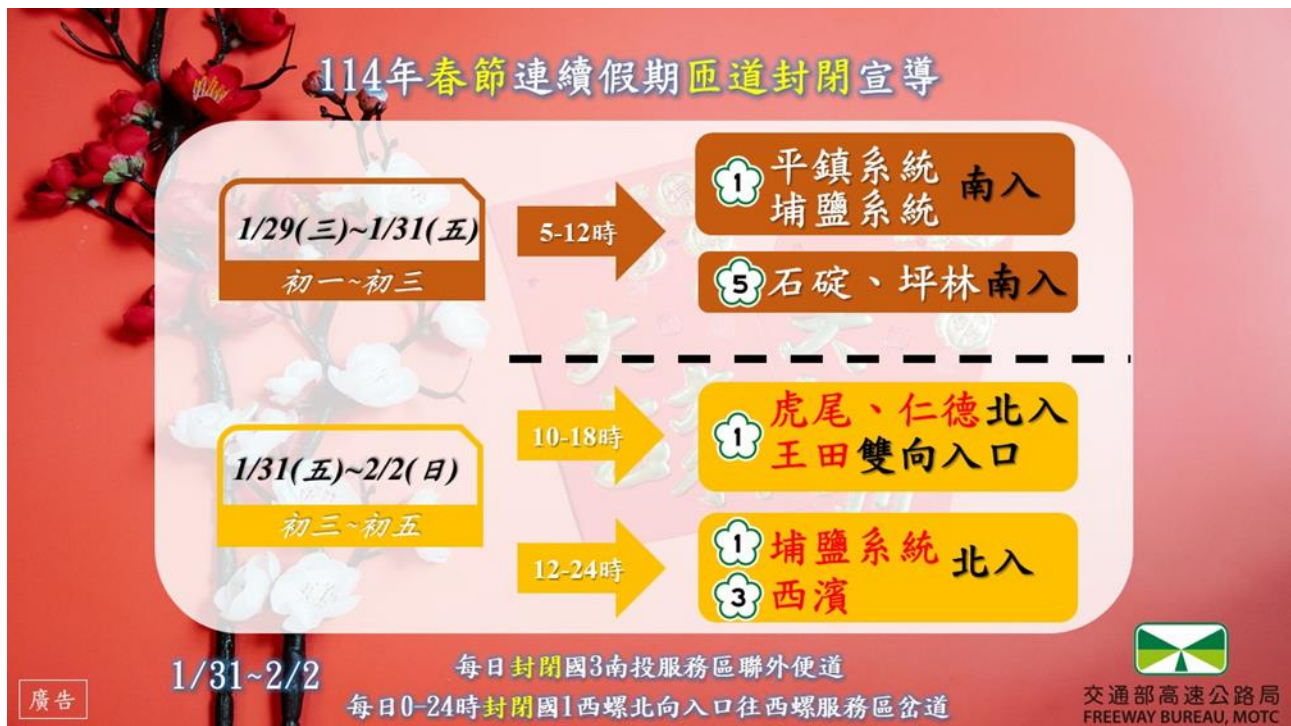 114年春節連續假期匝道封閉宣導
1/29(三)~1/31(五)
初一~初三
5-12時
1 平鎮系統 南入
埔鹽系統
5 石碇、坪林南入
1/31(五)~2/2(日)
初三~初五
10-18時
1 虎尾、仁德北入
王田雙向入口
12-24時
1 埔鹽系統 北入
3 西濱
1/31~2/2
每日封閉國3南投服務區聯外便道
每日0-24時封閉國1西螺北向入口往西螺服務區岔道
廣告
交通部高速公路局
FREEWAY BUREAU, MOTC